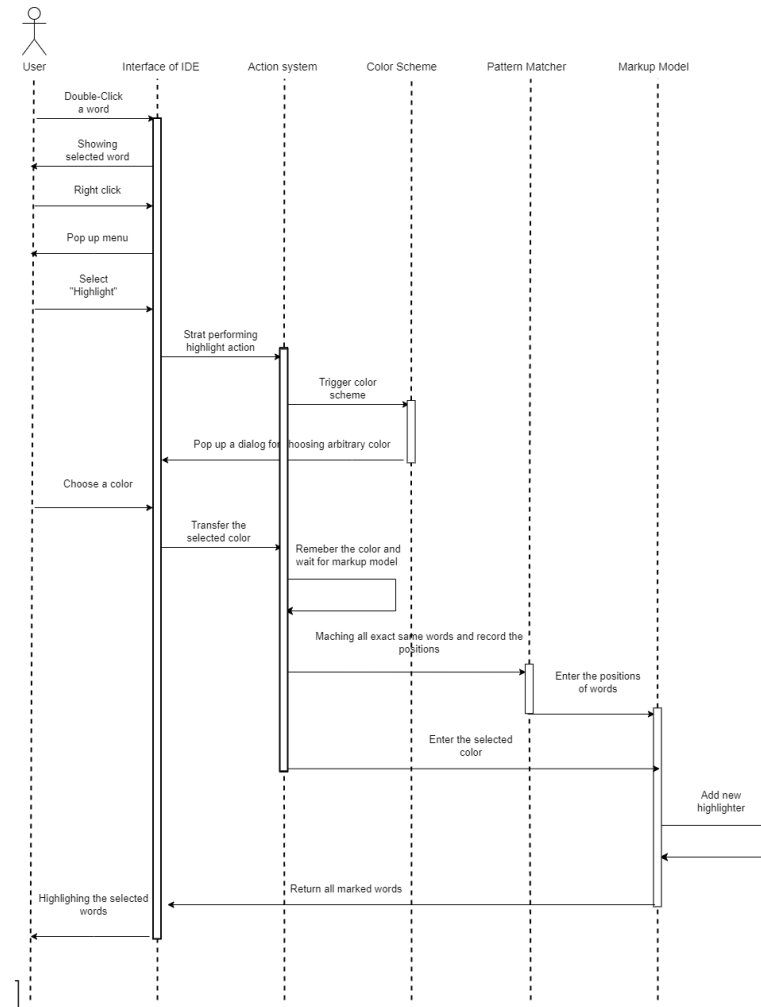 User
Interface of IDE
Action system
Color Scheme
Pattern Matcher
Markup Model
Double-Click
a word
Showing
selected word
Right click
Pop up menu
Select
"Highlight"
Strat performing
highlight action
Trigger color
scheme
Pop up a dialog for choosing arbitrary color
Choose a color
Transfer the
selected color
Remeber the color and
wait for markup model
Maching all exact same words and record the
positions
Enter the positions
of words
Enter the selected
color
Add new
highlighter
Return all marked words
Highlighing the selected
words
]